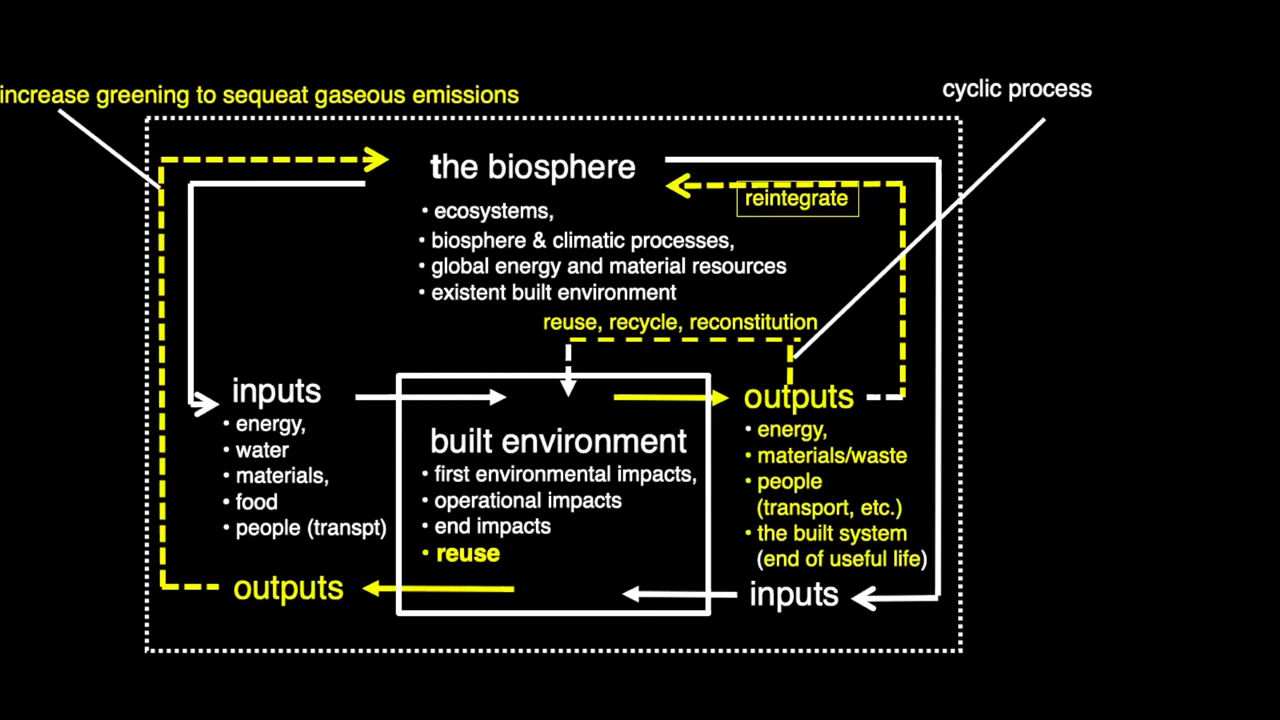 increase greening to sequeat gaseous emissions
cyclic process
the biosphere
• ecosystems,
• biosphere & climatic processes,
• global energy and material resources
• existent built environment
reintegrate
reuse, recycle, reconstitution
inputs
• energy,
• water
• materials,
• food
• people (transpt)
built environment
• first environmental impacts,
• operational impacts
• end impacts
• reuse
outputs
• energy,
• materials/waste
• people
(transport, etc.)
• the built system
(end of useful life)
outputs
inputs